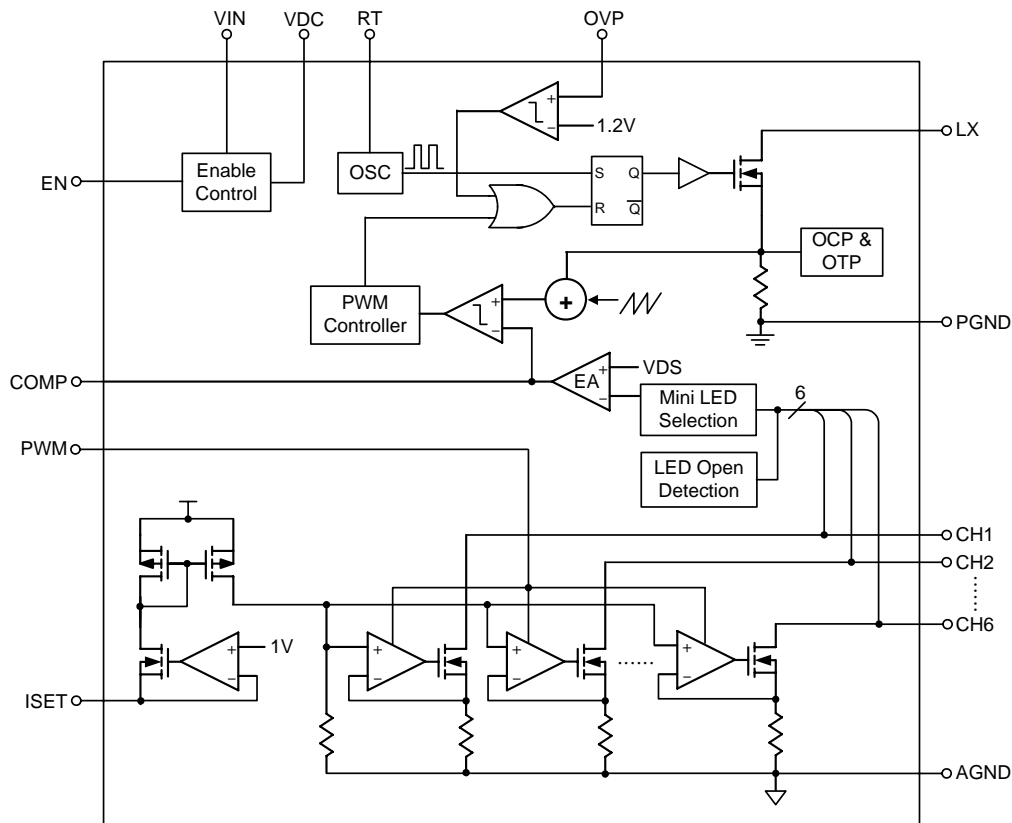 VIN VDC RT OVP
+
−
1.2V
LX
EN
Enable
Control
OSC
S Q
R Q
OCP &
OTP
PWM
Controller
+
−
+
PGND
COMP
EA
+
−
VDS
Mini LED
Selection
6
PWM
LED Open
Detection
CH1
CH2
CH6
+
−
1V
+
−
+
−
+
−
ISET
AGND